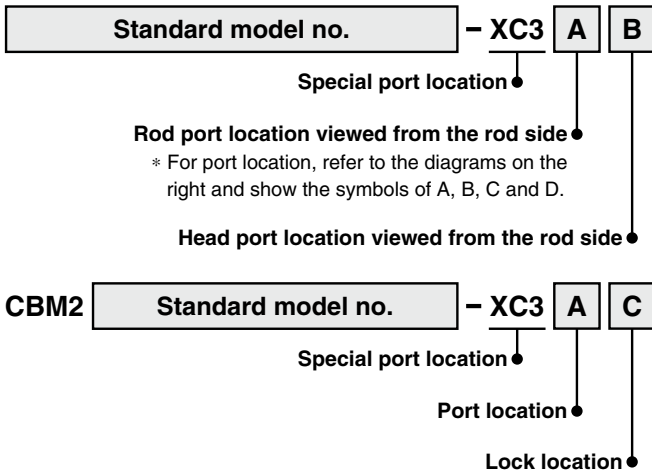 Standard model no. – XC3 A B
Special port location
Rod port location viewed from the rod side
* For port location, refer to the diagrams on the
right and show the symbols of A, B, C and D.
Head port location viewed from the rod side
CBM2 Standard model no. – XC3 A C
Special port location
Port location
Lock location